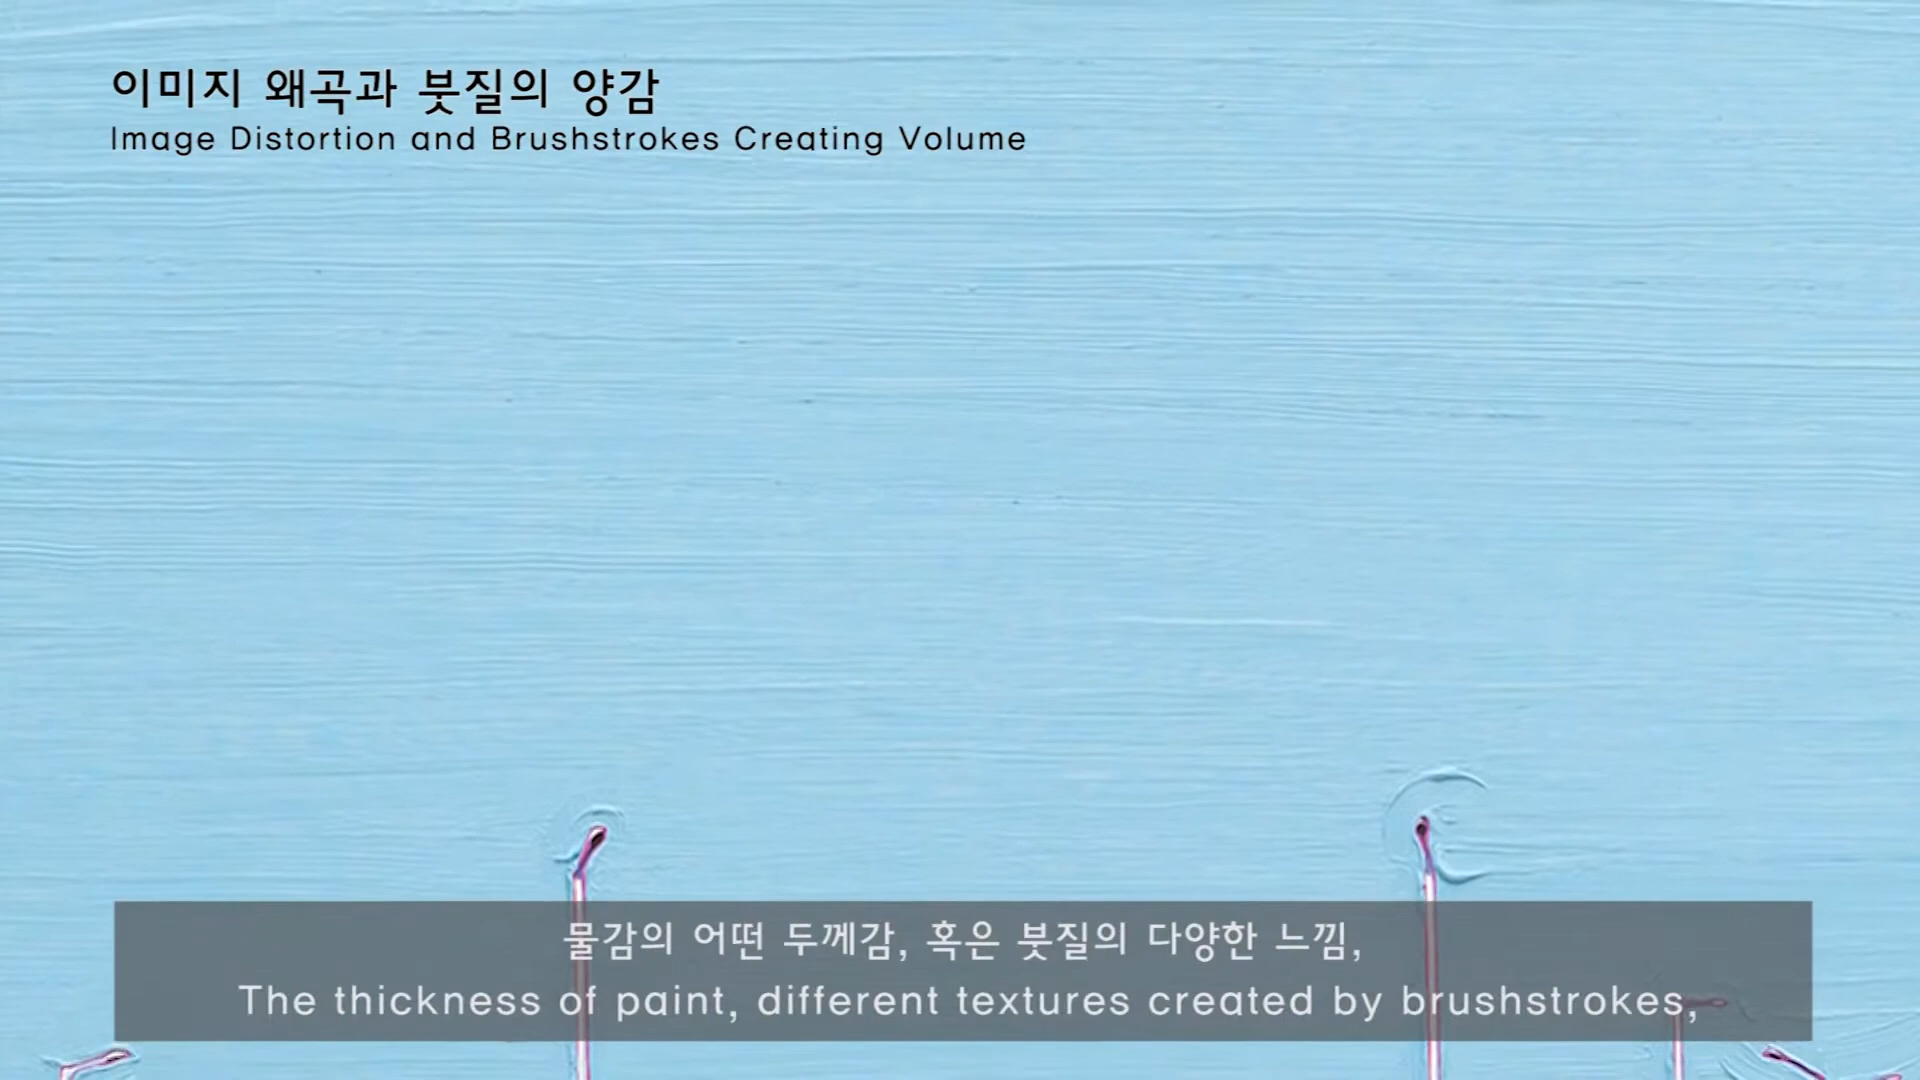 이미지 왜곡과 붓질의 양감
Image Distortion and Brushstrokes Creating Volume
물감의 어떤 두께감, 혹은 붓질의 다양한 느낌,
The thickness of paint, different textures created by brushstrokes,